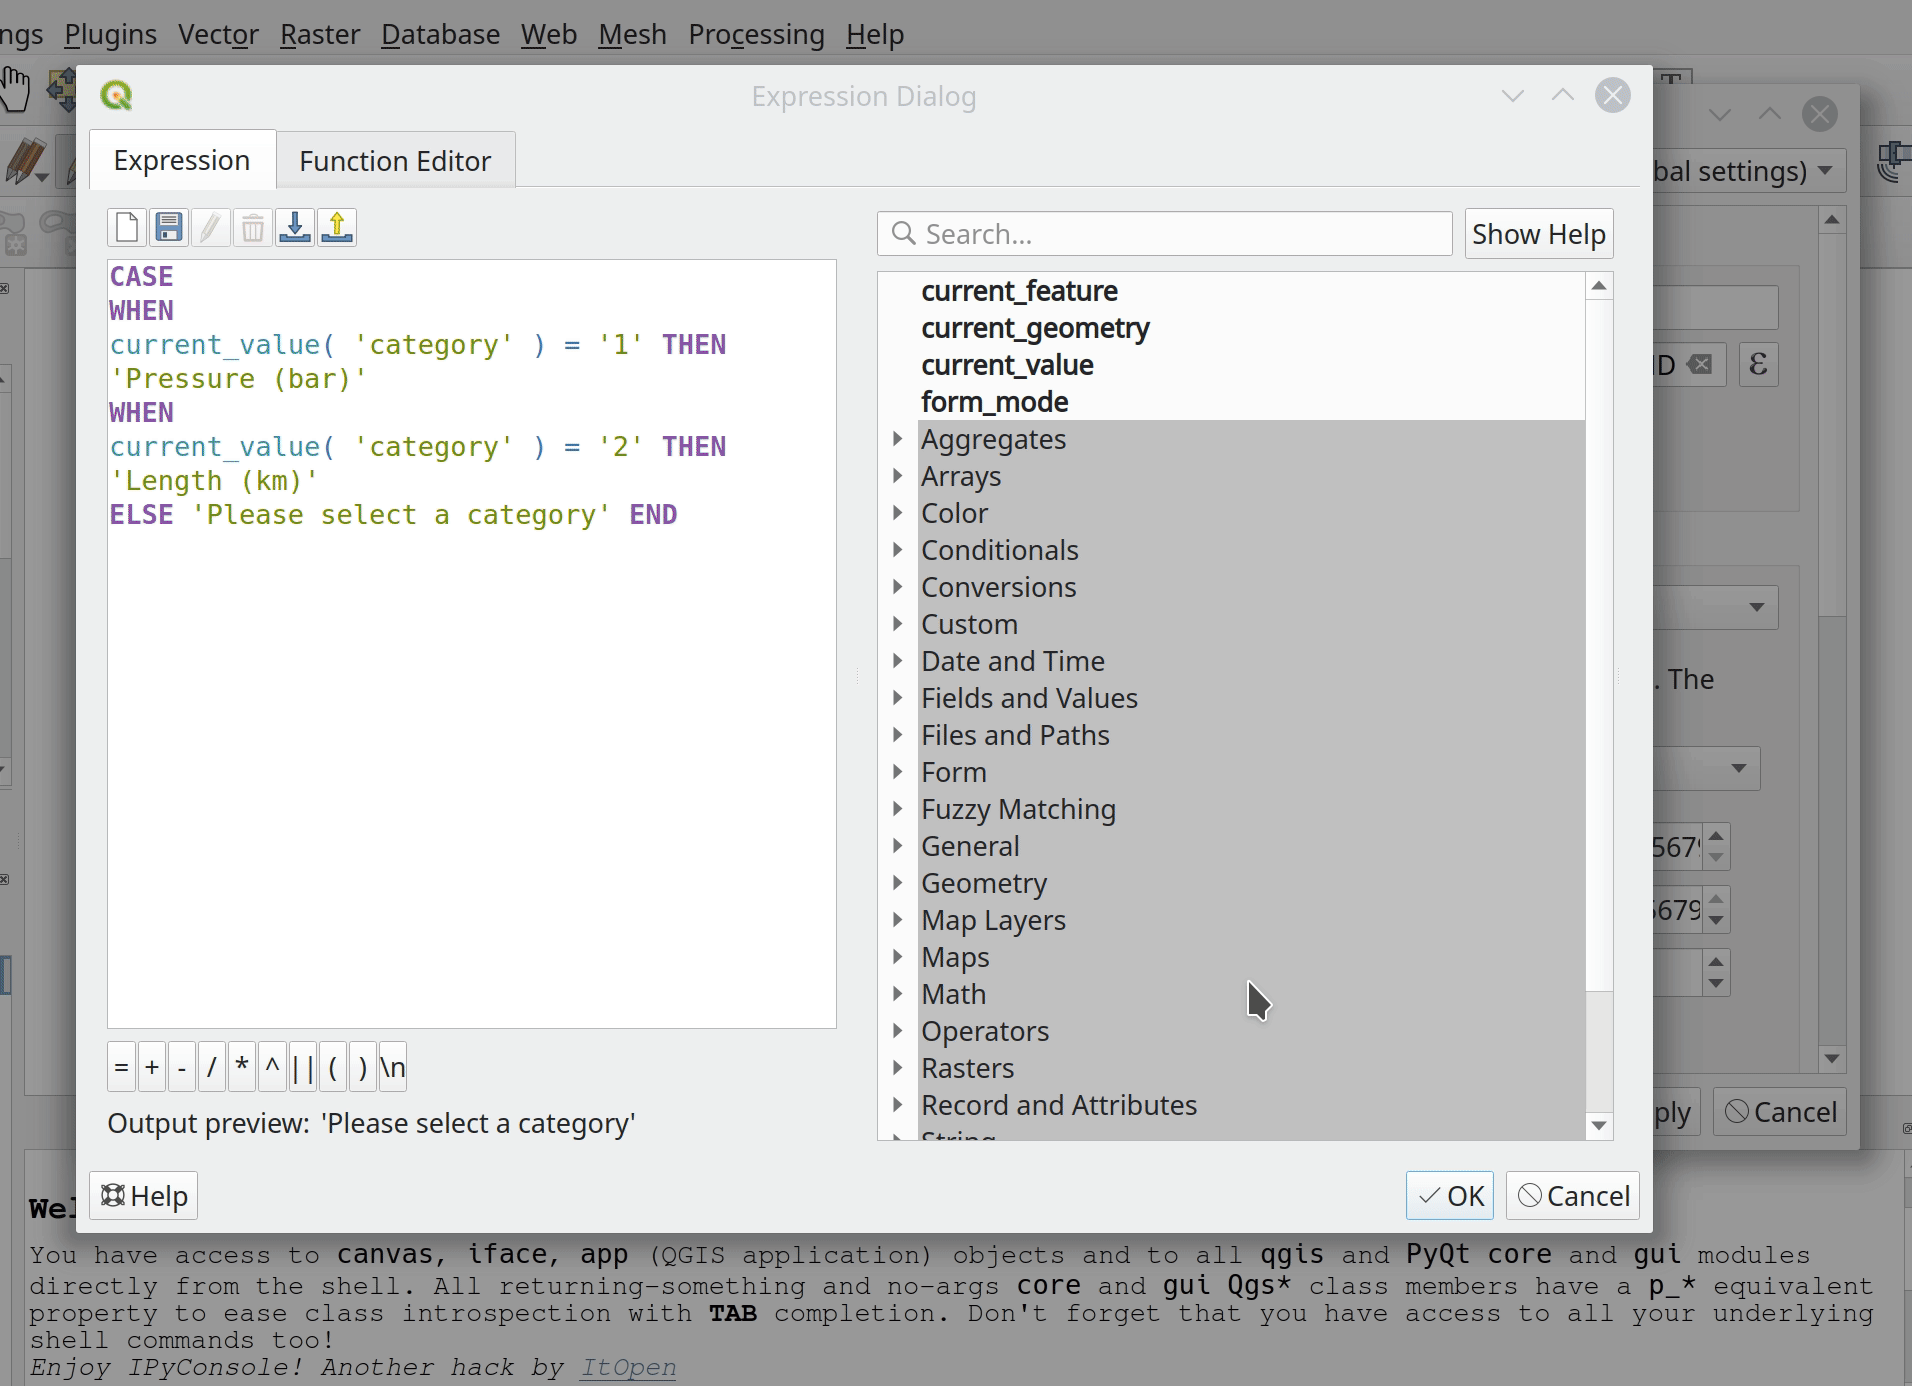 ngs Plugins Vector Raster Database Web Mesh Processing Help
Expression Dialog
Expression Function Editor
bal settings)
Search...
Show Help
CASE
WHEN
current_value( 'category' ) = '1' THEN
'Pressure (bar)'
WHEN
current_value( 'category' ) = '2' THEN
'Length (km)'
ELSE 'Please select a category' END
current_feature
current_geometry
current_value
form_mode
Aggregates
Arrays
Color
Conditionals
Conversions
Custom
Date and Time
Fields and Values
Files and Paths
Form
Fuzzy Matching
General
Geometry
Map Layers
Maps
Math
Operators
Rasters
Record and Attributes
String
= + - / * ^ || ( ) \n
Output preview: 'Please select a category'
Help
OK
Cancel
ID
ε
. The
567
5679
ply
Cancel
Wel
You have access to canvas, iface, app (QGIS application) objects and to all qgis and PyQt core and gui modules
directly from the shell. All returning-something and no-args core and gui Qgs* class members have a p_* equivalent
property to ease class introspection with TAB completion. Don't forget that you have access to all your underlying
shell commands too!
Enjoy IPyConsole! Another hack by ItOpen